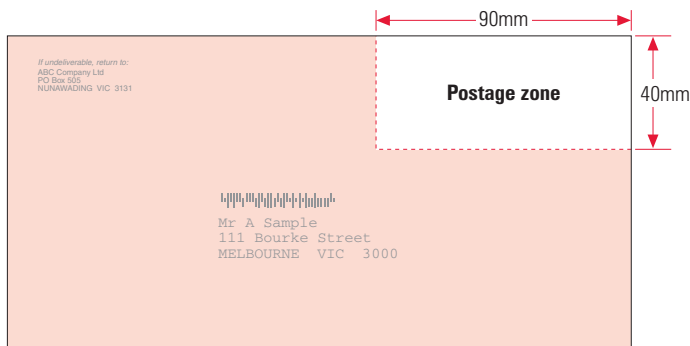 90mm
If undeliverable, return to:
ABC Company Ltd
PO Box 505
NUNAWADING VIC 3131
Postage zone
40mm
Mr A Sample
111 Bourke Street
MELBOURNE VIC 3000